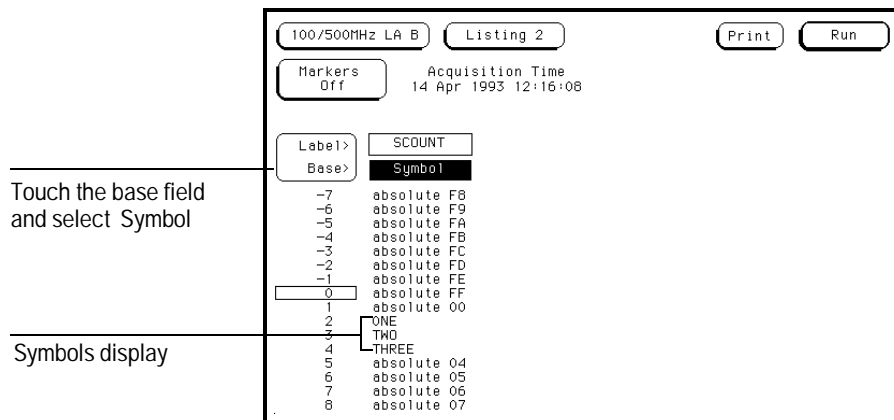 100/500MHz LA B Listing 2 Print Run
Markers Off Acquisition Time
14 Apr 1993 12:16:08
Label> SCOUNT
Base> Symbol
Touch the base field
and select Symbol
-7 absolute F8
-6 absolute F9
-5 absolute FA
-4 absolute FB
-3 absolute FC
-2 absolute FD
-1 absolute FE
0 absolute FF
1 absolute 00
2 ONE
3 TWO
4 THREE
Symbols display
5 absolute 04
6 absolute 05
7 absolute 06
8 absolute 07